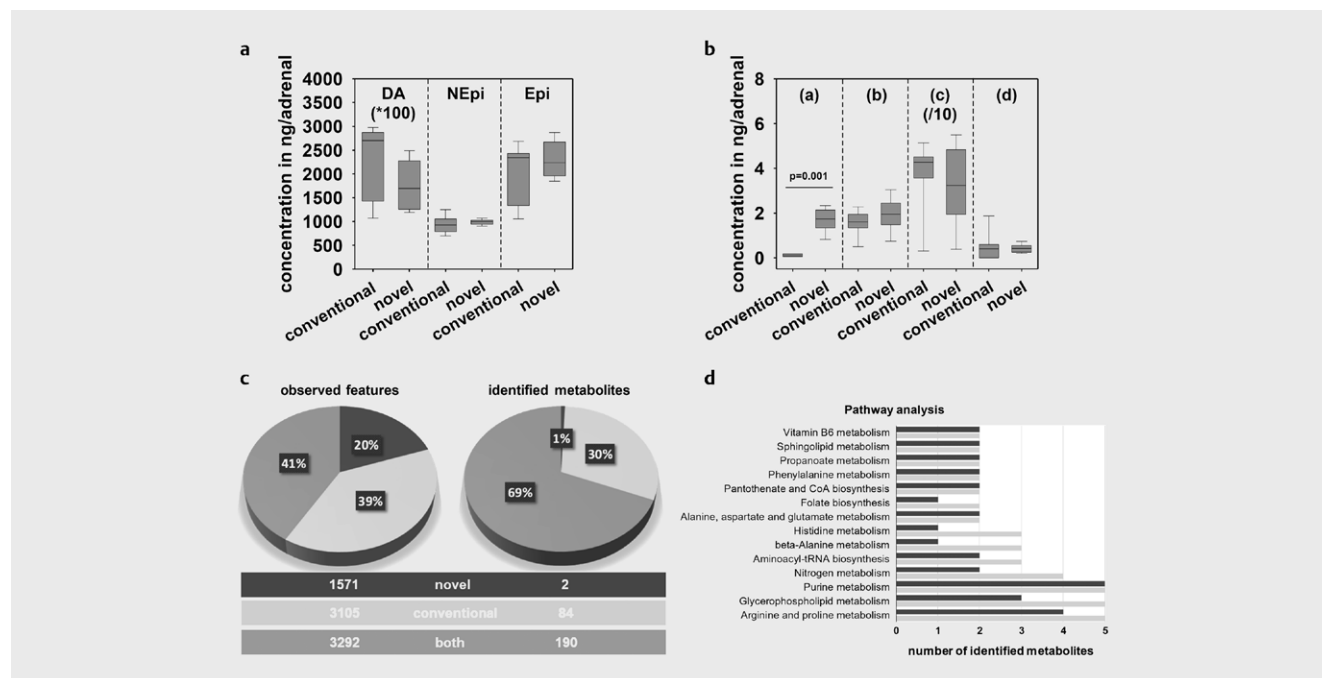 a
concentration in ng/adrenal
4000
3500
3000
2500
2000
1500
1000
500
0
DA
(*100)
NEpi
Epi
conventional
novel
conventional
novel
conventional
novel
b
concentration in ng/adrenal
8
6
4
2
0
(a)
(b)
(c)
(/10)
(d)
p=0.001
conventional
novel
conventional
novel
conventional
novel
conventional
novel
c
observed features
20%
41%
39%
identified metabolites
1%
30%
69%
1571 novel 2
3105 conventional 84
3292 both 190
d
Pathway analysis
Vitamin B6 metabolism
Sphingolipid metabolism
Propanoate metabolism
Phenylalanine metabolism
Pantothenate and CoA biosynthesis
Folate biosynthesis
Alanine, aspartate and glutamate metabolism
Histidine metabolism
beta-Alanine metabolism
Aminoacyl-tRNA biosynthesis
Nitrogen metabolism
Purine metabolism
Glycerophospholipid metabolism
Arginine and proline metabolism
0 1 2 3 4 5
number of identified metabolites